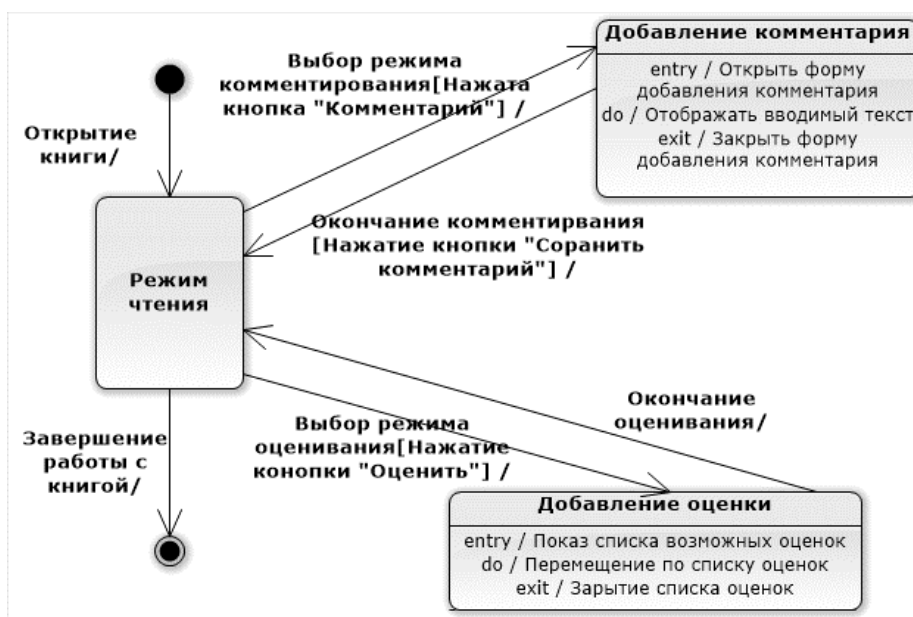 Добавление комментария
entry / Открыть форму
добавления комментария
do / Отображать вводимый текст
exit / Закрыть форму
добавления комментария
Выбор режима
комментирования[Нажата
кнопка "Комментарий"] /
Открытие
книги/
Окончание комментирвания
[Нажатие кнопки "Соранить
комментарий"] /
Режим
чтения
Окончание
оценивания/
Выбор режима
оценивания[Нажатие
конопки "Оценить"] /
Завершение
работы с
книгой/
Добавление оценки
entry / Показ списка возможных оценок
do / Перемещение по списку оценок
exit / Зарытие списка оценок